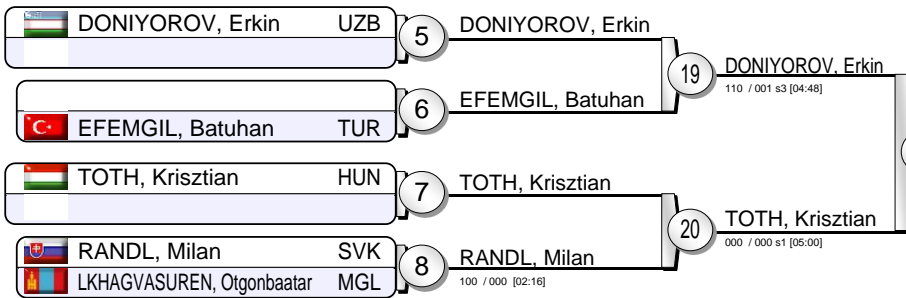 DONIYOROV, Erkin UZB
5
DONIYOROV, Erkin
19
DONIYOROV, Erkin
110 / 001 s3 [04:48]
6
EFEMGIL, Batuhan
EFEMGIL, Batuhan TUR
TOTH, Krisztian HUN
7
TOTH, Krisztian
20
TOTH, Krisztian
000 / 000 s1 [05:00]
RANDL, Milan SVK
8
RANDL, Milan
100 / 000 [02:16]
LKHAGVASUREN, Otgonbaatar MGL